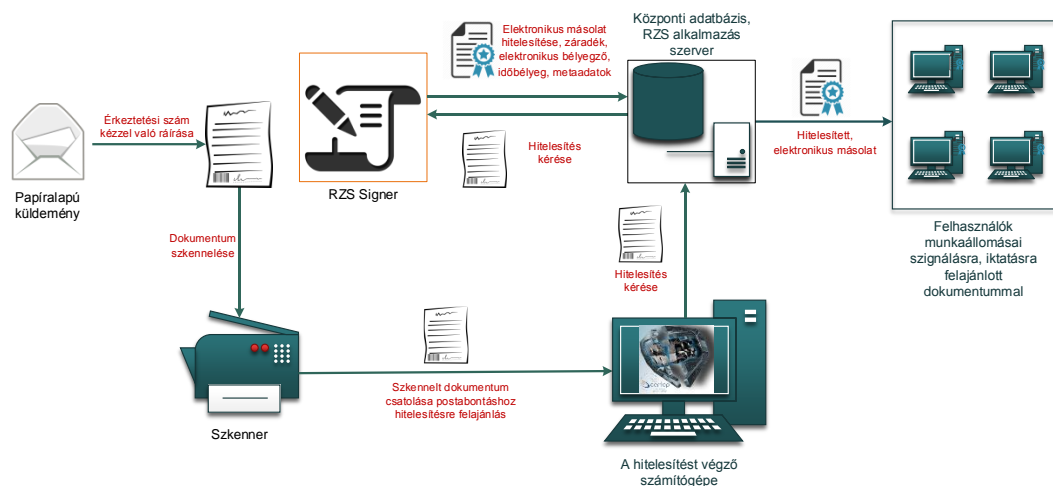 Papíralapú
küldemény
Érkeztetési szám
kézzel való ráírása
Dokumentum
szkennelése
Szkenner
Szkennelt dokumentum
csatolása postabontáshoz
hitelesítésre felajánlás
A hitelesítést végző
számítógépe
Hitelesítés
kérése
RZS Signer
Elektronikus másolat
hitelesítése, záradék,
elektronikus bélyegző,
időbélyeg, metaadatok
Hitelesítés
kérése
Központi adatbázis,
RZS alkalmazás
szerver
Hitelesített,
elektronikus másolat
Felhasználók
munkaállomásai
szignálásra, iktatásra
felajánlott
dokumentummal